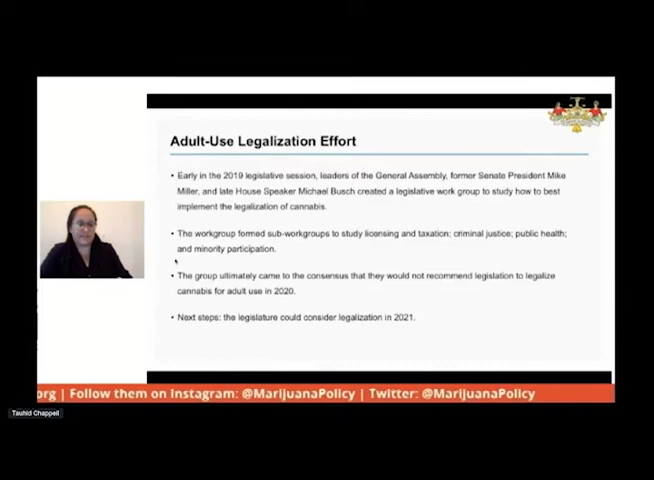 Adult-Use Legalization Effort
• Early in the 2019 legislative session, leaders of the General Assembly, former Senate President Mike
Miller, and late House Speaker Michael Busch created a legislative work group to study how to best
implement the legalization of cannabis.
• The workgroup formed sub-workgroups to study licensing and taxation; criminal justice; public health;
and minority participation.
• The group ultimately came to the consensus that they would not recommend legislation to legalize
cannabis for adult use in 2020.
• Next steps: the legislature could consider legalization in 2021.
org | Follow them on Instagram: @MarijuanaPolicy | Twitter: @MarijuanaPolicy
Tauhid Chappell